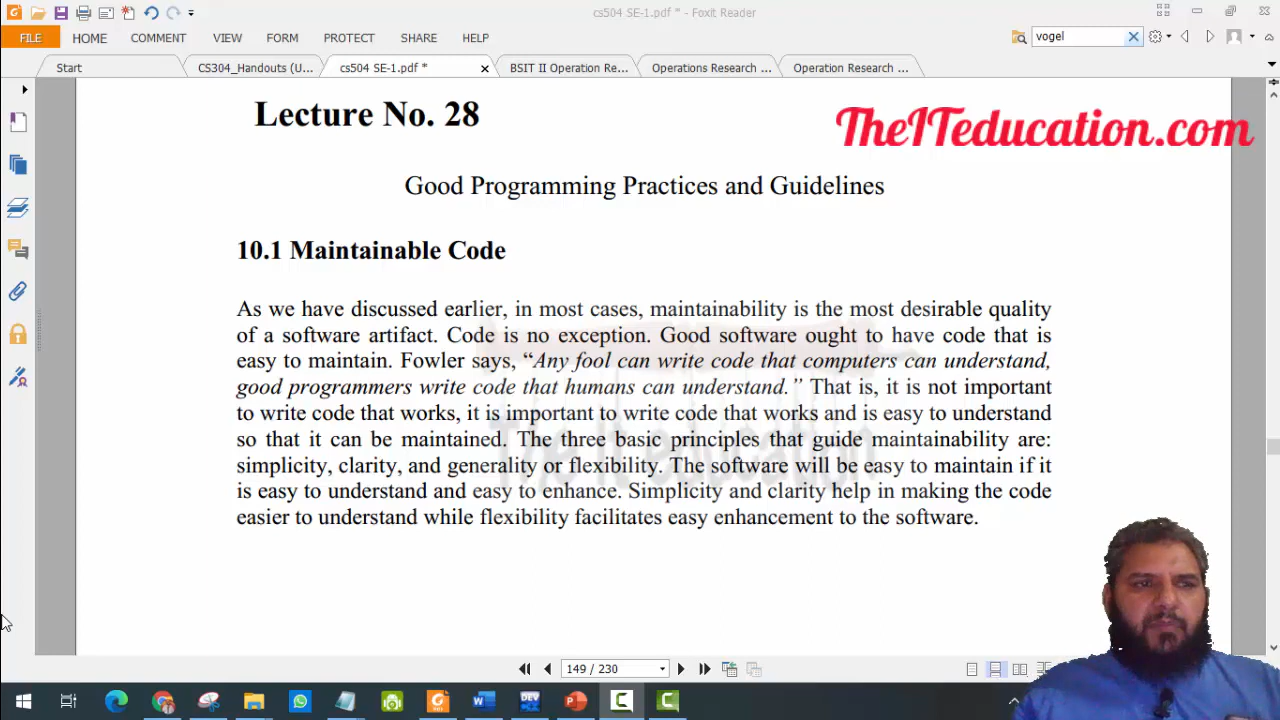 cs504 SE-1.pdf * - Foxit Reader
FILE HOME COMMENT VIEW FORM PROTECT SHARE HELP
vogel
Start CS304_Handouts (U... cs504 SE-1.pdf * BSIT II Operation Re... Operations Research ... Operation Research ...
Lecture No. 28
TheITeducation.com
Good Programming Practices and Guidelines
10.1 Maintainable Code
As we have discussed earlier, in most cases, maintainability is the most desirable quality
of a software artifact. Code is no exception. Good software ought to have code that is
easy to maintain. Fowler says, “Any fool can write code that computers can understand,
good programmers write code that humans can understand.” That is, it is not important
to write code that works, it is important to write code that works and is easy to understand
so that it can be maintained. The three basic principles that guide maintainability are:
simplicity, clarity, and generality or flexibility. The software will be easy to maintain if it
is easy to understand and easy to enhance. Simplicity and clarity help in making the code
easier to understand while flexibility facilitates easy enhancement to the software.
The It education
149 / 230